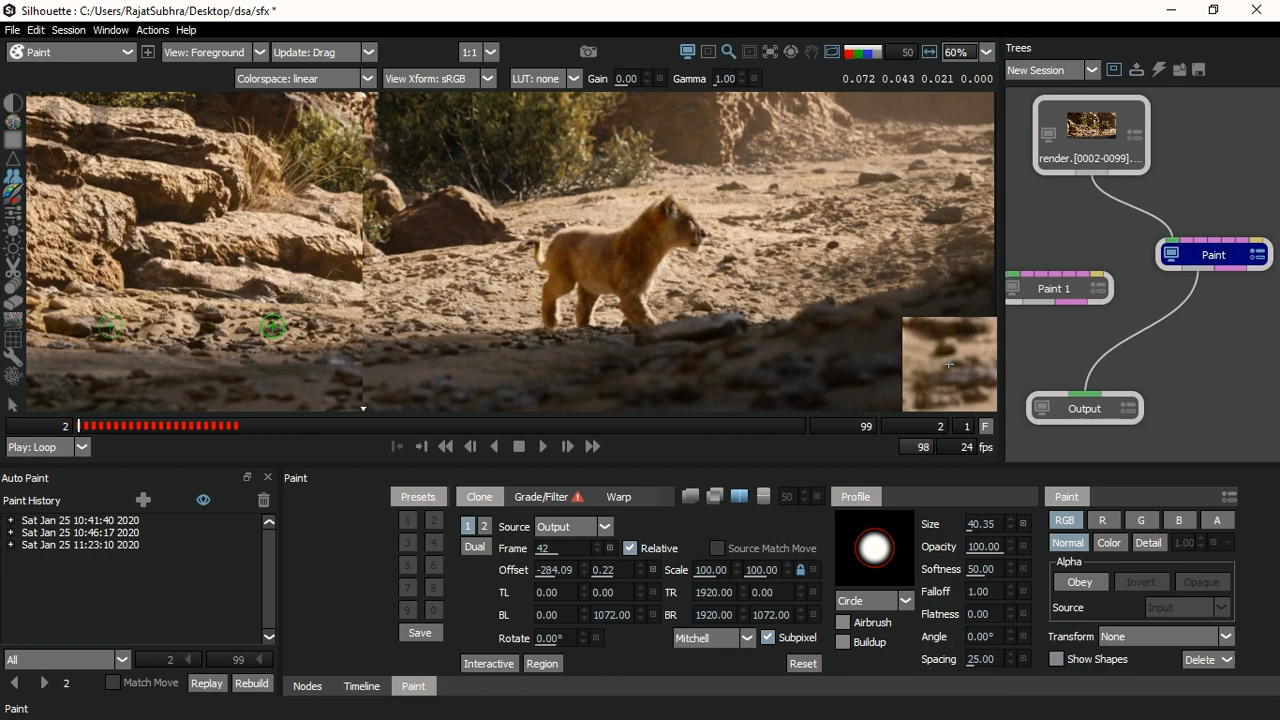 Silhouette : C:/Users/RajatSubhra/Desktop/dsa/sfx *
File Edit Session Window Actions Help
Paint View: Foreground Update: Drag 1:1 50 60%
Colorspace: linear View Xform: sRGB LUT: none Gain 0.00 Gamma 1.00 0.072 0.043 0.021 0.000
Trees
New Session
render.[0002-0099]....
Paint
Paint 1
Output
2 99 2 1 F
Play: Loop 98 24 fps
Auto Paint
Paint History
+ Sat Jan 25 10:41:40 2020
+ Sat Jan 25 10:46:17 2020
+ Sat Jan 25 11:23:10 2020
All 2 99
2 Match Move Replay Rebuild
Paint
Presets
1 2
3 4
5 6
7 8
9 0
Save
Clone Grade/Filter Warp 50
1 2 Source Output
Dual Frame 42 Relative Source Match Move
Offset -284.09 0.22 Scale 100.00 100.00
TL 0.00 0.00 TR 1920.00 0.00
BL 0.00 1072.00 BR 1920.00 1072.00
Rotate 0.00° Mitchell Subpixel
Interactive Region Reset
Profile
Circle
Airbrush
Buildup
Size 40.35
Opacity 100.00
Softness 50.00
Falloff 1.00
Flatness 0.00
Angle 0.00°
Spacing 25.00
Paint
RGB R G B A
Normal Color Detail 1.00
Alpha
Obey Invert Opaque
Source Input
Transform None
Show Shapes Delete
Nodes Timeline Paint
Paint